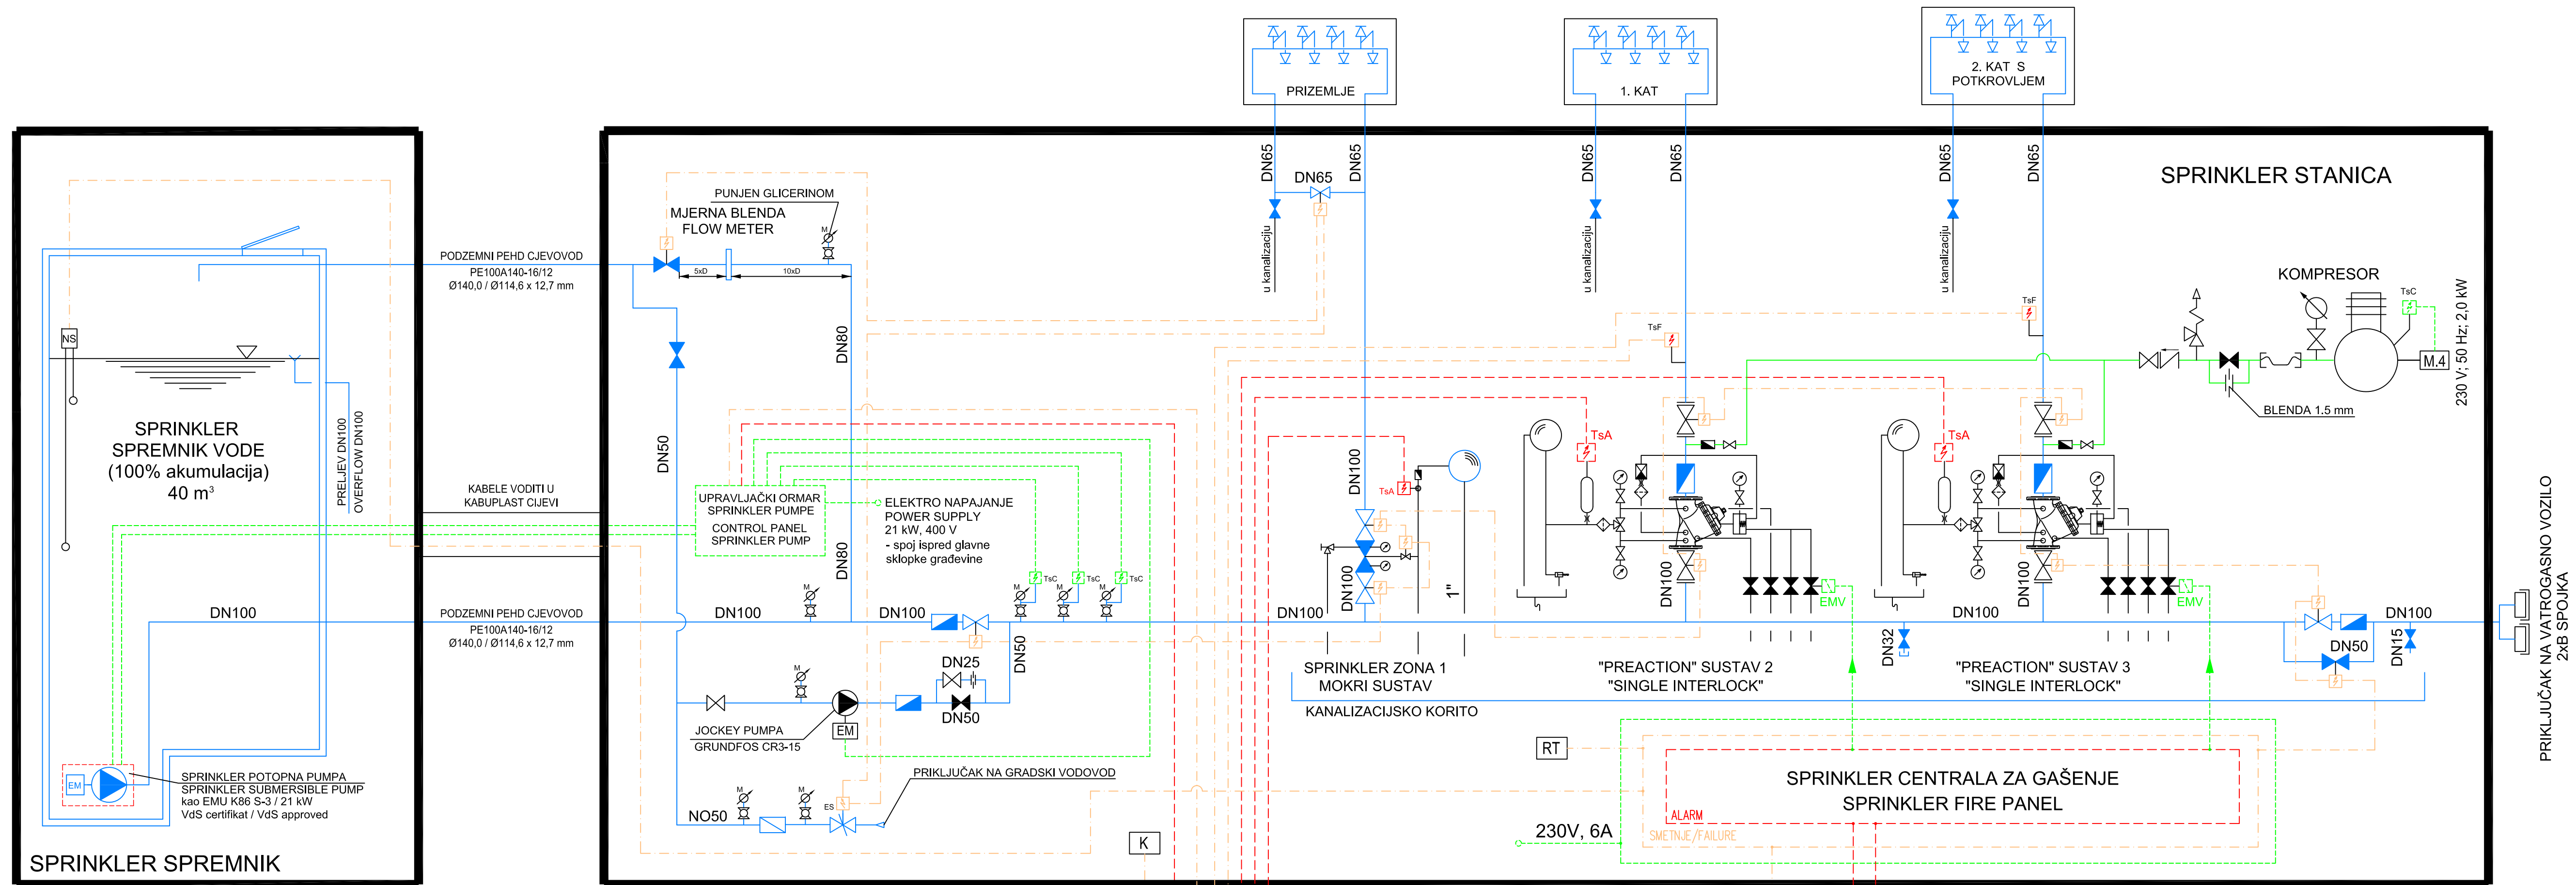 PRIZEMLJE
1. KAT
2. KAT S
POTKROVLJEM
DN65
DN65
DN65
DN65
DN65
DN65
DN65
u kanalizaciju
u kanalizaciju
u kanalizaciju
SPRINKLER STANICA
PUNJEN GLICERINOM
MJERNA BLENDA
FLOW METER
M
5xD
10xD
PODZEMNI PEHD CJEVOVOD
PE100A140-16/12
Ø140,0 / Ø114,6 x 12,7 mm
NS
SPRINKLER
SPREMNIK VODE
(100% akumulacija)
40 m³
PRELJEV DN100
OVERFLOW DN100
DN80
DN50
KOMPRESOR
TsC
M.4
230 V; 50 Hz; 2,0 kW
BLENDA 1.5 mm
TsF
TsF
TsA
TsA
TsA
KABELE VODITI U
KABUPLAST CIJEVI
UPRAVLJAČKI ORMAR
SPRINKLER PUMPE
CONTROL PANEL
SPRINKLER PUMP
ELEKTRO NAPAJANJE
POWER SUPPLY
21 kW, 400 V
- spoj ispred glavne
sklopke građevine
DN80
M
TsC
M
TsC
M
TsC
M
DN100
DN100
1"
DN100
DN100
EMV
EMV
DN100
PODZEMNI PEHD CJEVOVOD
PE100A140-16/12
Ø140,0 / Ø114,6 x 12,7 mm
DN100
DN100
DN100
DN100
DN100
DN50
DN25
DN50
DN32
DN50
DN15
PRIKLJUČAK NA VATROGASNO VOZILO
2xB SPOJKA
SPRINKLER ZONA 1
MOKRI SUSTAV
"PREACTION" SUSTAV 2
"SINGLE INTERLOCK"
"PREACTION" SUSTAV 3
"SINGLE INTERLOCK"
KANALIZACIJSKO KORITO
M
EM
JOCKEY PUMPA
GRUNDFOS CR3-15
PRIKLJUČAK NA GRADSKI VODOVOD
M
M
ES
NO50
EM
SPRINKLER POTOPNA PUMPA
SPRINKLER SUBMERSIBLE PUMP
kao EMU K86 S-3 / 21 kW
VdS certifikat / VdS approved
SPRINKLER SPREMNIK
RT
K
230V, 6A
SPRINKLER CENTRALA ZA GAŠENJE
SPRINKLER FIRE PANEL
ALARM
SMETNJE/FAILURE